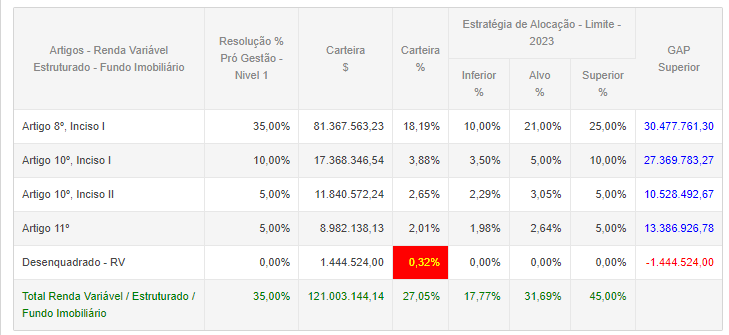 Artigos - Renda Variável
Estruturado - Fundo Imobiliário
Resolução %
Pró Gestão -
Nivel 1
Carteira
$
Carteira
%
Estratégia de Alocação - Limite -
2023
GAP
Superior
Inferior
%
Alvo
%
Superior
%
Artigo 8º, Inciso I 35,00% 81.367.563,23 18,19% 10,00% 21,00% 25,00% 30.477.761,30
Artigo 10º, Inciso I 10,00% 17.368.346,54 3,88% 3,50% 5,00% 10,00% 27.369.783,27
Artigo 10º, Inciso II 5,00% 11.840.572,24 2,65% 2,29% 3,05% 5,00% 10.528.492,67
Artigo 11º 5,00% 8.982.138,13 2,01% 1,98% 2,64% 5,00% 13.386.926,78
Desenquadrado - RV 0,00% 1.444.524,00 0,32% 0,00% 0,00% 0,00% -1.444.524,00
Total Renda Variável / Estruturado / 35,00% 121.003.144,14 27,05% 17,77% 31,69% 45,00%
Fundo Imobiliário